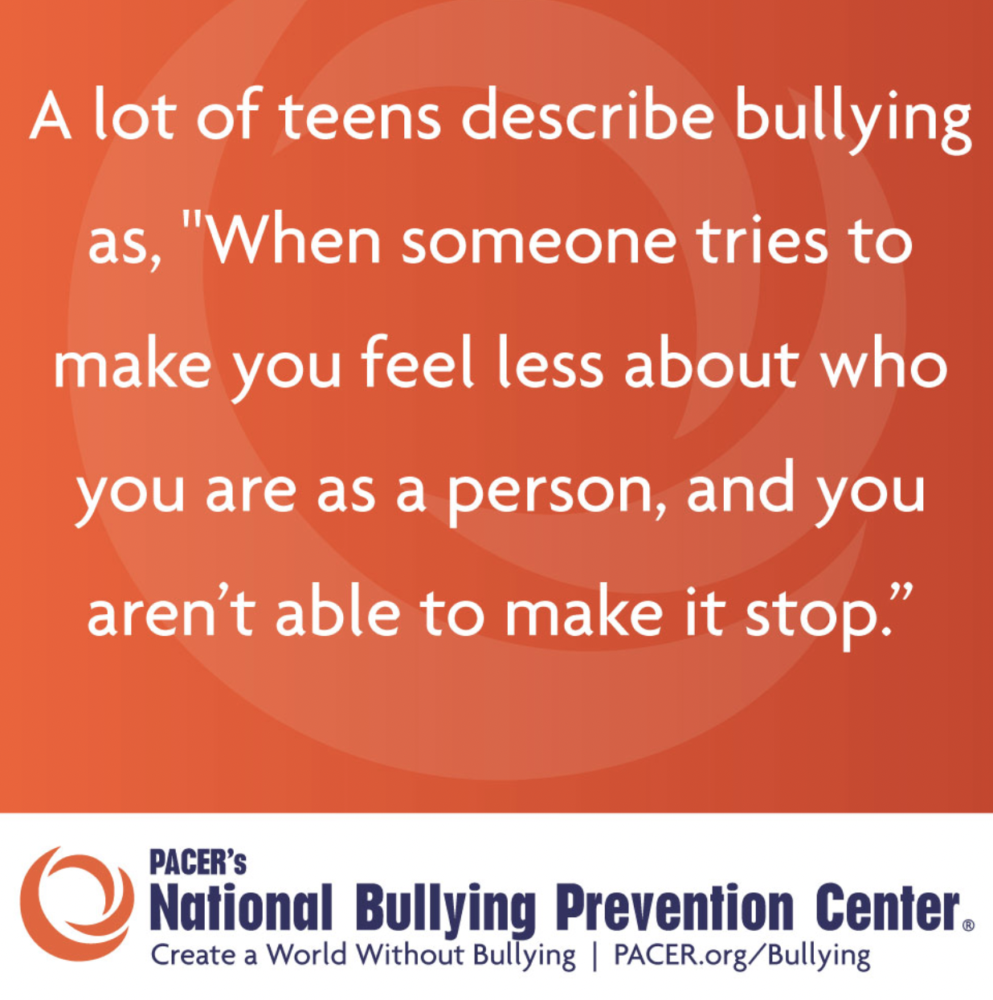 A lot of teens describe bullying
as, "When someone tries to
make you feel less about who
you are as a person, and you
aren’t able to make it stop.”
PACER’s
National Bullying Prevention Center®
Create a World Without Bullying | PACER.org/Bullying